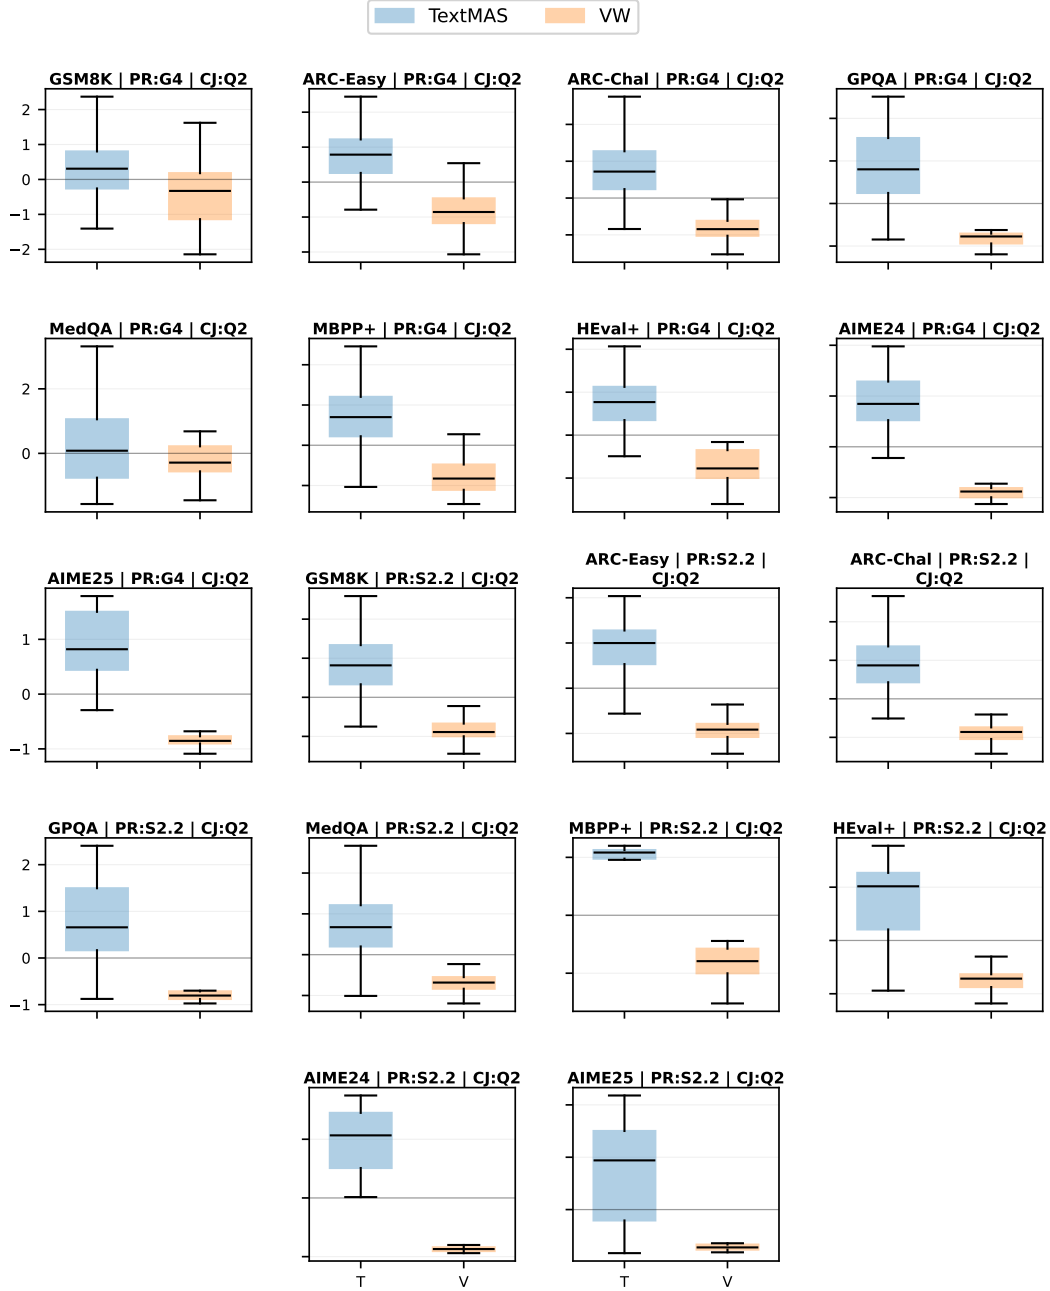 TextMAS VW
GSM8K | PR:G4 | CJ:Q2
ARC-Easy | PR:G4 | CJ:Q2
ARC-Chal | PR:G4 | CJ:Q2
GPQA | PR:G4 | CJ:Q2
2
1
0
−1
−2
MedQA | PR:G4 | CJ:Q2
MBPP+ | PR:G4 | CJ:Q2
HEval+ | PR:G4 | CJ:Q2
AIME24 | PR:G4 | CJ:Q2
2
0
AIME25 | PR:G4 | CJ:Q2
GSM8K | PR:S2.2 | CJ:Q2
ARC-Easy | PR:S2.2 |
CJ:Q2
ARC-Chal | PR:S2.2 |
CJ:Q2
1
0
−1
GPQA | PR:S2.2 | CJ:Q2
MedQA | PR:S2.2 | CJ:Q2
MBPP+ | PR:S2.2 | CJ:Q2
HEval+ | PR:S2.2 | CJ:Q2
2
1
0
−1
AIME24 | PR:S2.2 | CJ:Q2
AIME25 | PR:S2.2 | CJ:Q2
T V
T V